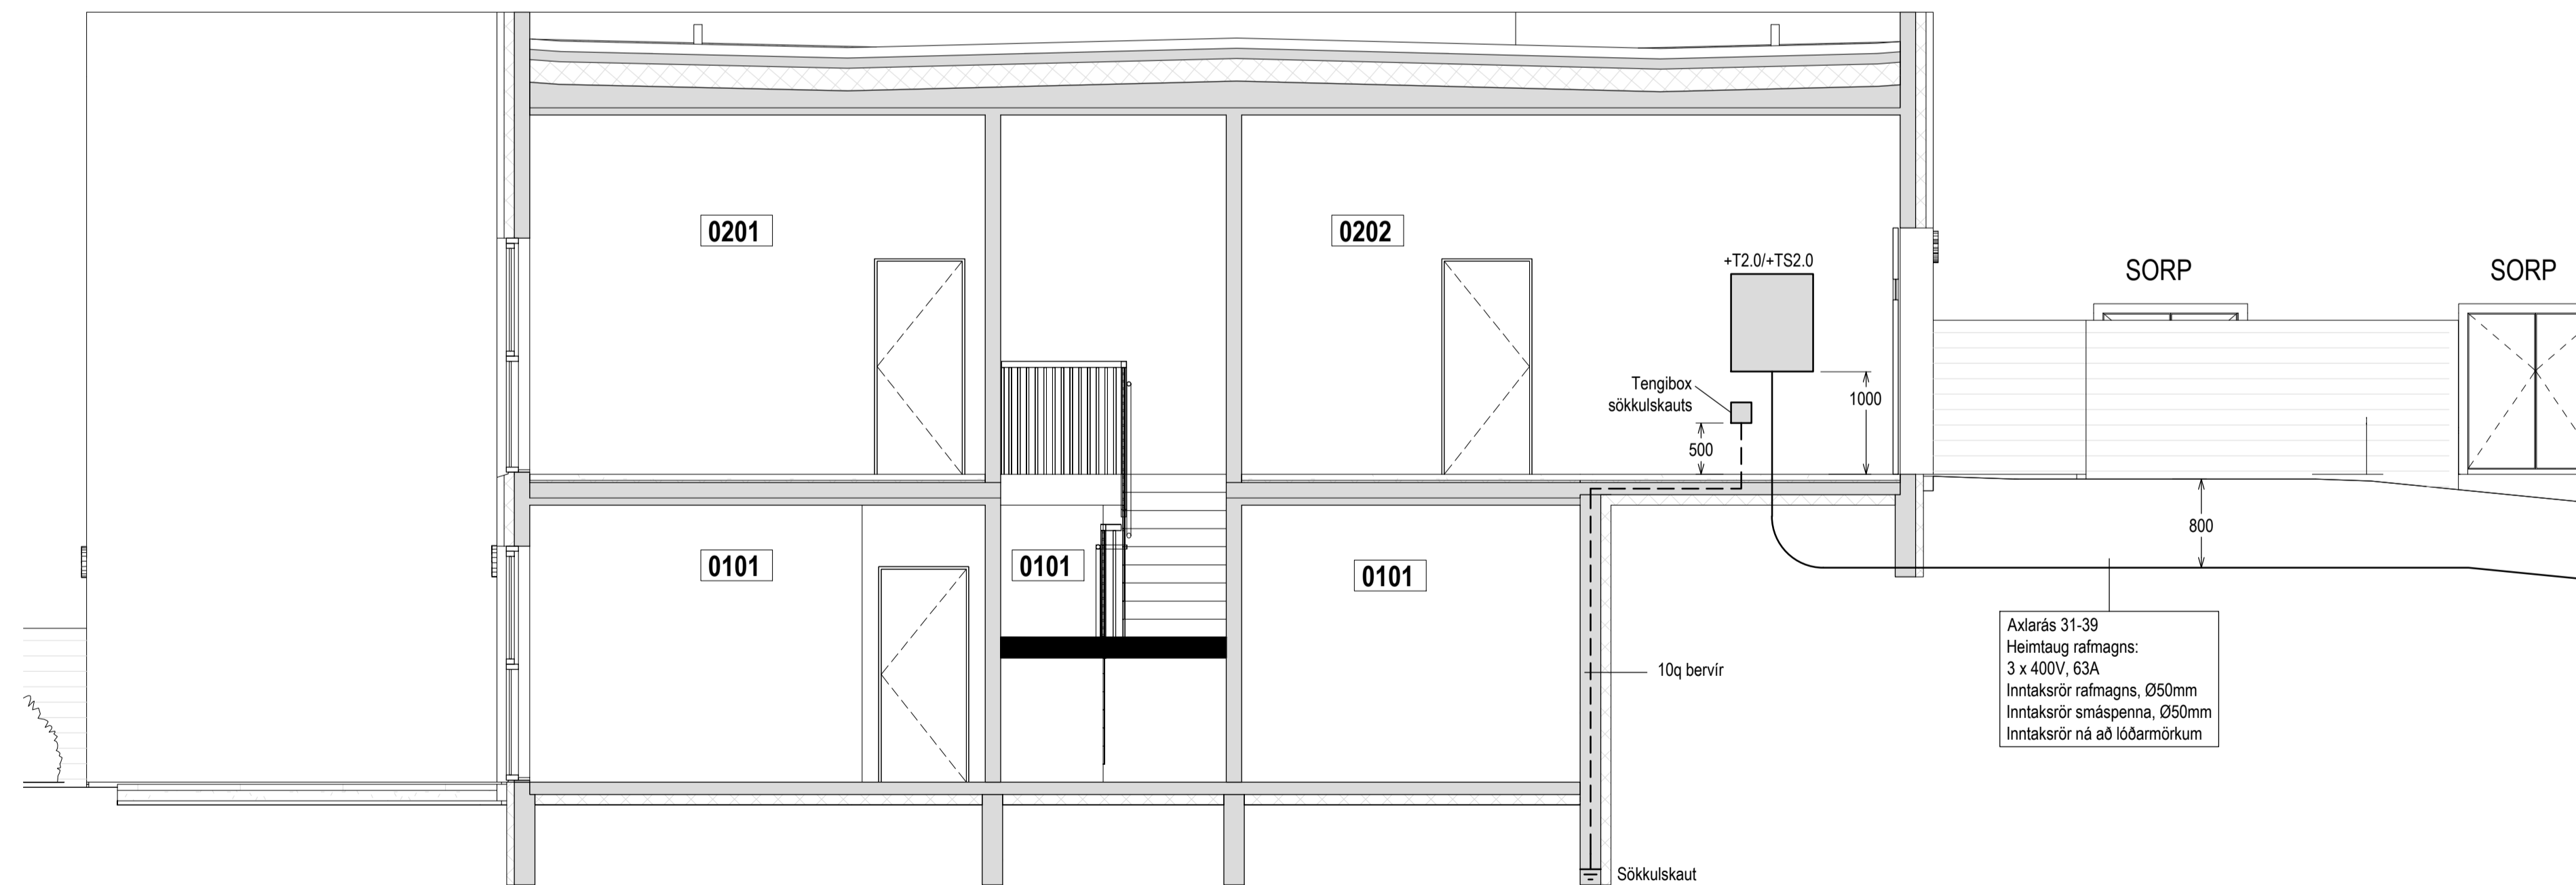 0201
0202
+T2.0/+TS2.0
SORP
SORP
Tengibox
sökkulskauts
1000
500
800
0101
0101
0101
10q bervír
Axlarás 31-39
Heimtaug rafmagns:
3 x 400V, 63A
Inntaksrör rafmagns, Ø50mm
Inntaksrör smáspenna, Ø50mm
Inntaksrör ná að lóðarmörkum
Sökkulskaut